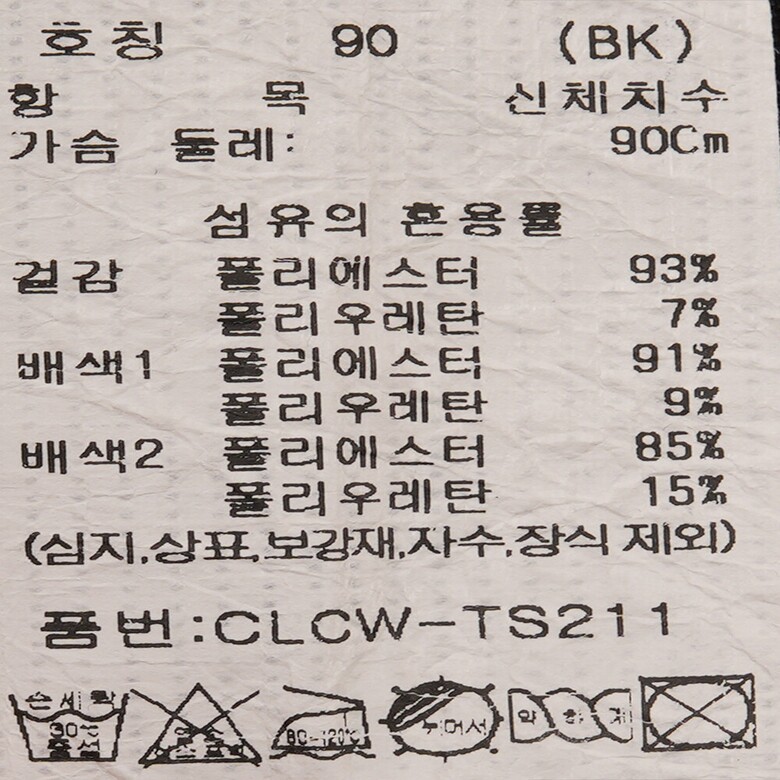 호칭 90 (BK)
항 목 신체치수
가슴 둘레: 90Cm
섬유의 혼용률
겉감 폴리에스터 93%
폴리우레탄 7%
배색1 폴리에스터 91%
폴리우레탄 9%
배색2 폴리에스터 85%
폴리우레탄 15%
(심지,상표,보강재,자수,장식 제외)
품번:CLCW-TS211
손세탁
30℃
중성
80-120℃
뉘어서
약하게